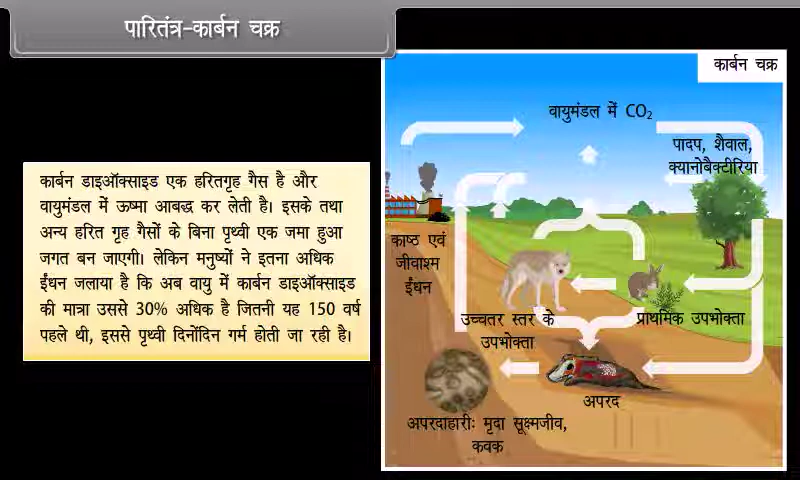 पारितंत्र-कार्बन चक्र
कार्बन चक्र
वायुमंडल में CO₂
पादप, शैवाल,
क्यानोबैक्टीरिया
कार्बन डाइऑक्साइड एक हरितगृह गैस है और
वायुमंडल में ऊष्मा आबद्ध कर लेती है। इसके तथा
अन्य हरित गृह गैसों के बिना पृथ्वी एक जमा हुआ
जगत बन जाएगी। लेकिन मनुष्यों ने इतना अधिक
ईंधन जलाया है कि अब वायु में कार्बन डाइऑक्साइड
की मात्रा उससे 30% अधिक है जितनी यह 150 वर्ष
पहले थी, इससे पृथ्वी दिनोंदिन गर्म होती जा रही है।
काष्ठ एवं
जीवाश्म
ईंधन
उच्चतर स्तर के
उपभोक्ता
प्राथमिक उपभोक्ता
अपरद
अपरदाहारीः मृदा सूक्ष्मजीव,
कवक